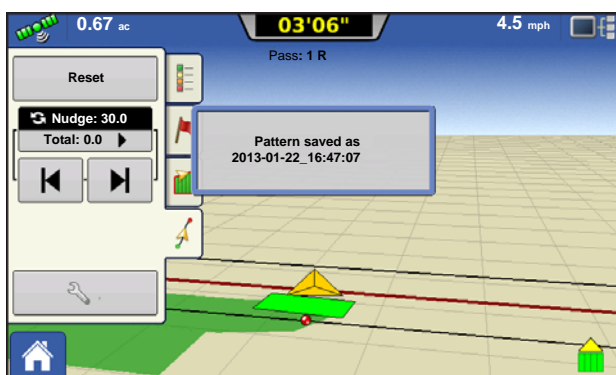 0.67 ac
03'06"
4.5 mph
Pass: 1 R
Reset
Nudge: 30.0
Total: 0.0
Pattern saved as
2013-01-22_16:47:07